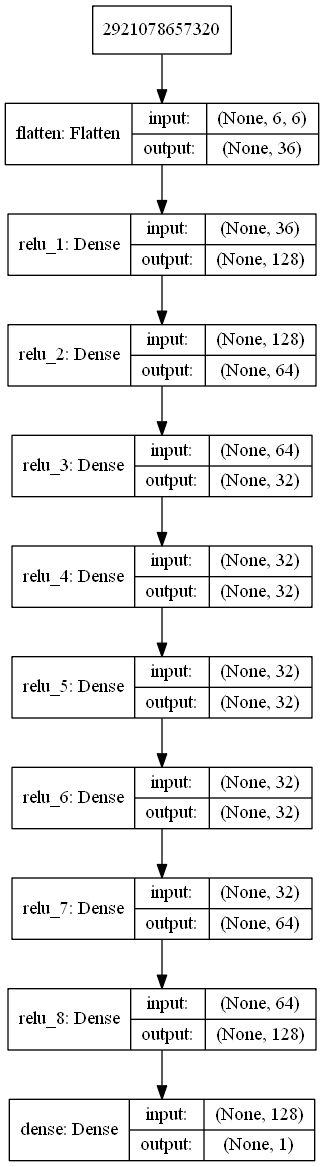 2921078657320
flatten: Flatten
input: (None, 6, 6)
output: (None, 36)
relu_1: Dense
input: (None, 36)
output: (None, 128)
relu_2: Dense
input: (None, 128)
output: (None, 64)
relu_3: Dense
input: (None, 64)
output: (None, 32)
relu_4: Dense
input: (None, 32)
output: (None, 32)
relu_5: Dense
input: (None, 32)
output: (None, 32)
relu_6: Dense
input: (None, 32)
output: (None, 32)
relu_7: Dense
input: (None, 32)
output: (None, 64)
relu_8: Dense
input: (None, 64)
output: (None, 128)
dense: Dense
input: (None, 128)
output: (None, 1)